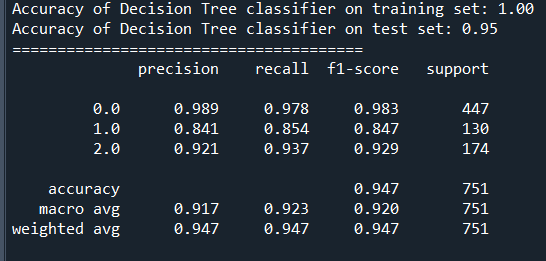 Accuracy of Decision Tree classifier on training set: 1.00
Accuracy of Decision Tree classifier on test set: 0.95
=======================================
precision recall f1-score support
0.0 0.989 0.978 0.983 447
1.0 0.841 0.854 0.847 130
2.0 0.921 0.937 0.929 174
accuracy 0.947 751
macro avg 0.917 0.923 0.920 751
weighted avg 0.947 0.947 0.947 751